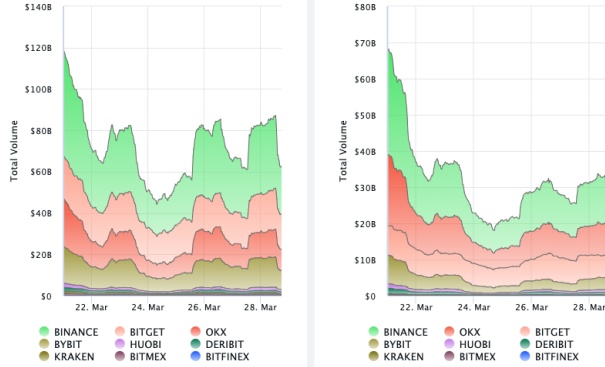 $140B
$120B
$100B
$80B
$60B
$40B
$20B
$0
Total Volume
22. Mar 24. Mar 26. Mar 28. Mar
BINANCE BITGET OKX
BYBIT HUOBI DERIBIT
KRAKEN BITMEX BITFINEX
$80B
$70B
$60B
$50B
$40B
$30B
$20B
$10B
$0
Total Volume
22. Mar 24. Mar 26. Mar 28. Mar
BINANCE OKX BITGET
BYBIT HUOBI DERIBIT
KRAKEN BITMEX BITFINEX